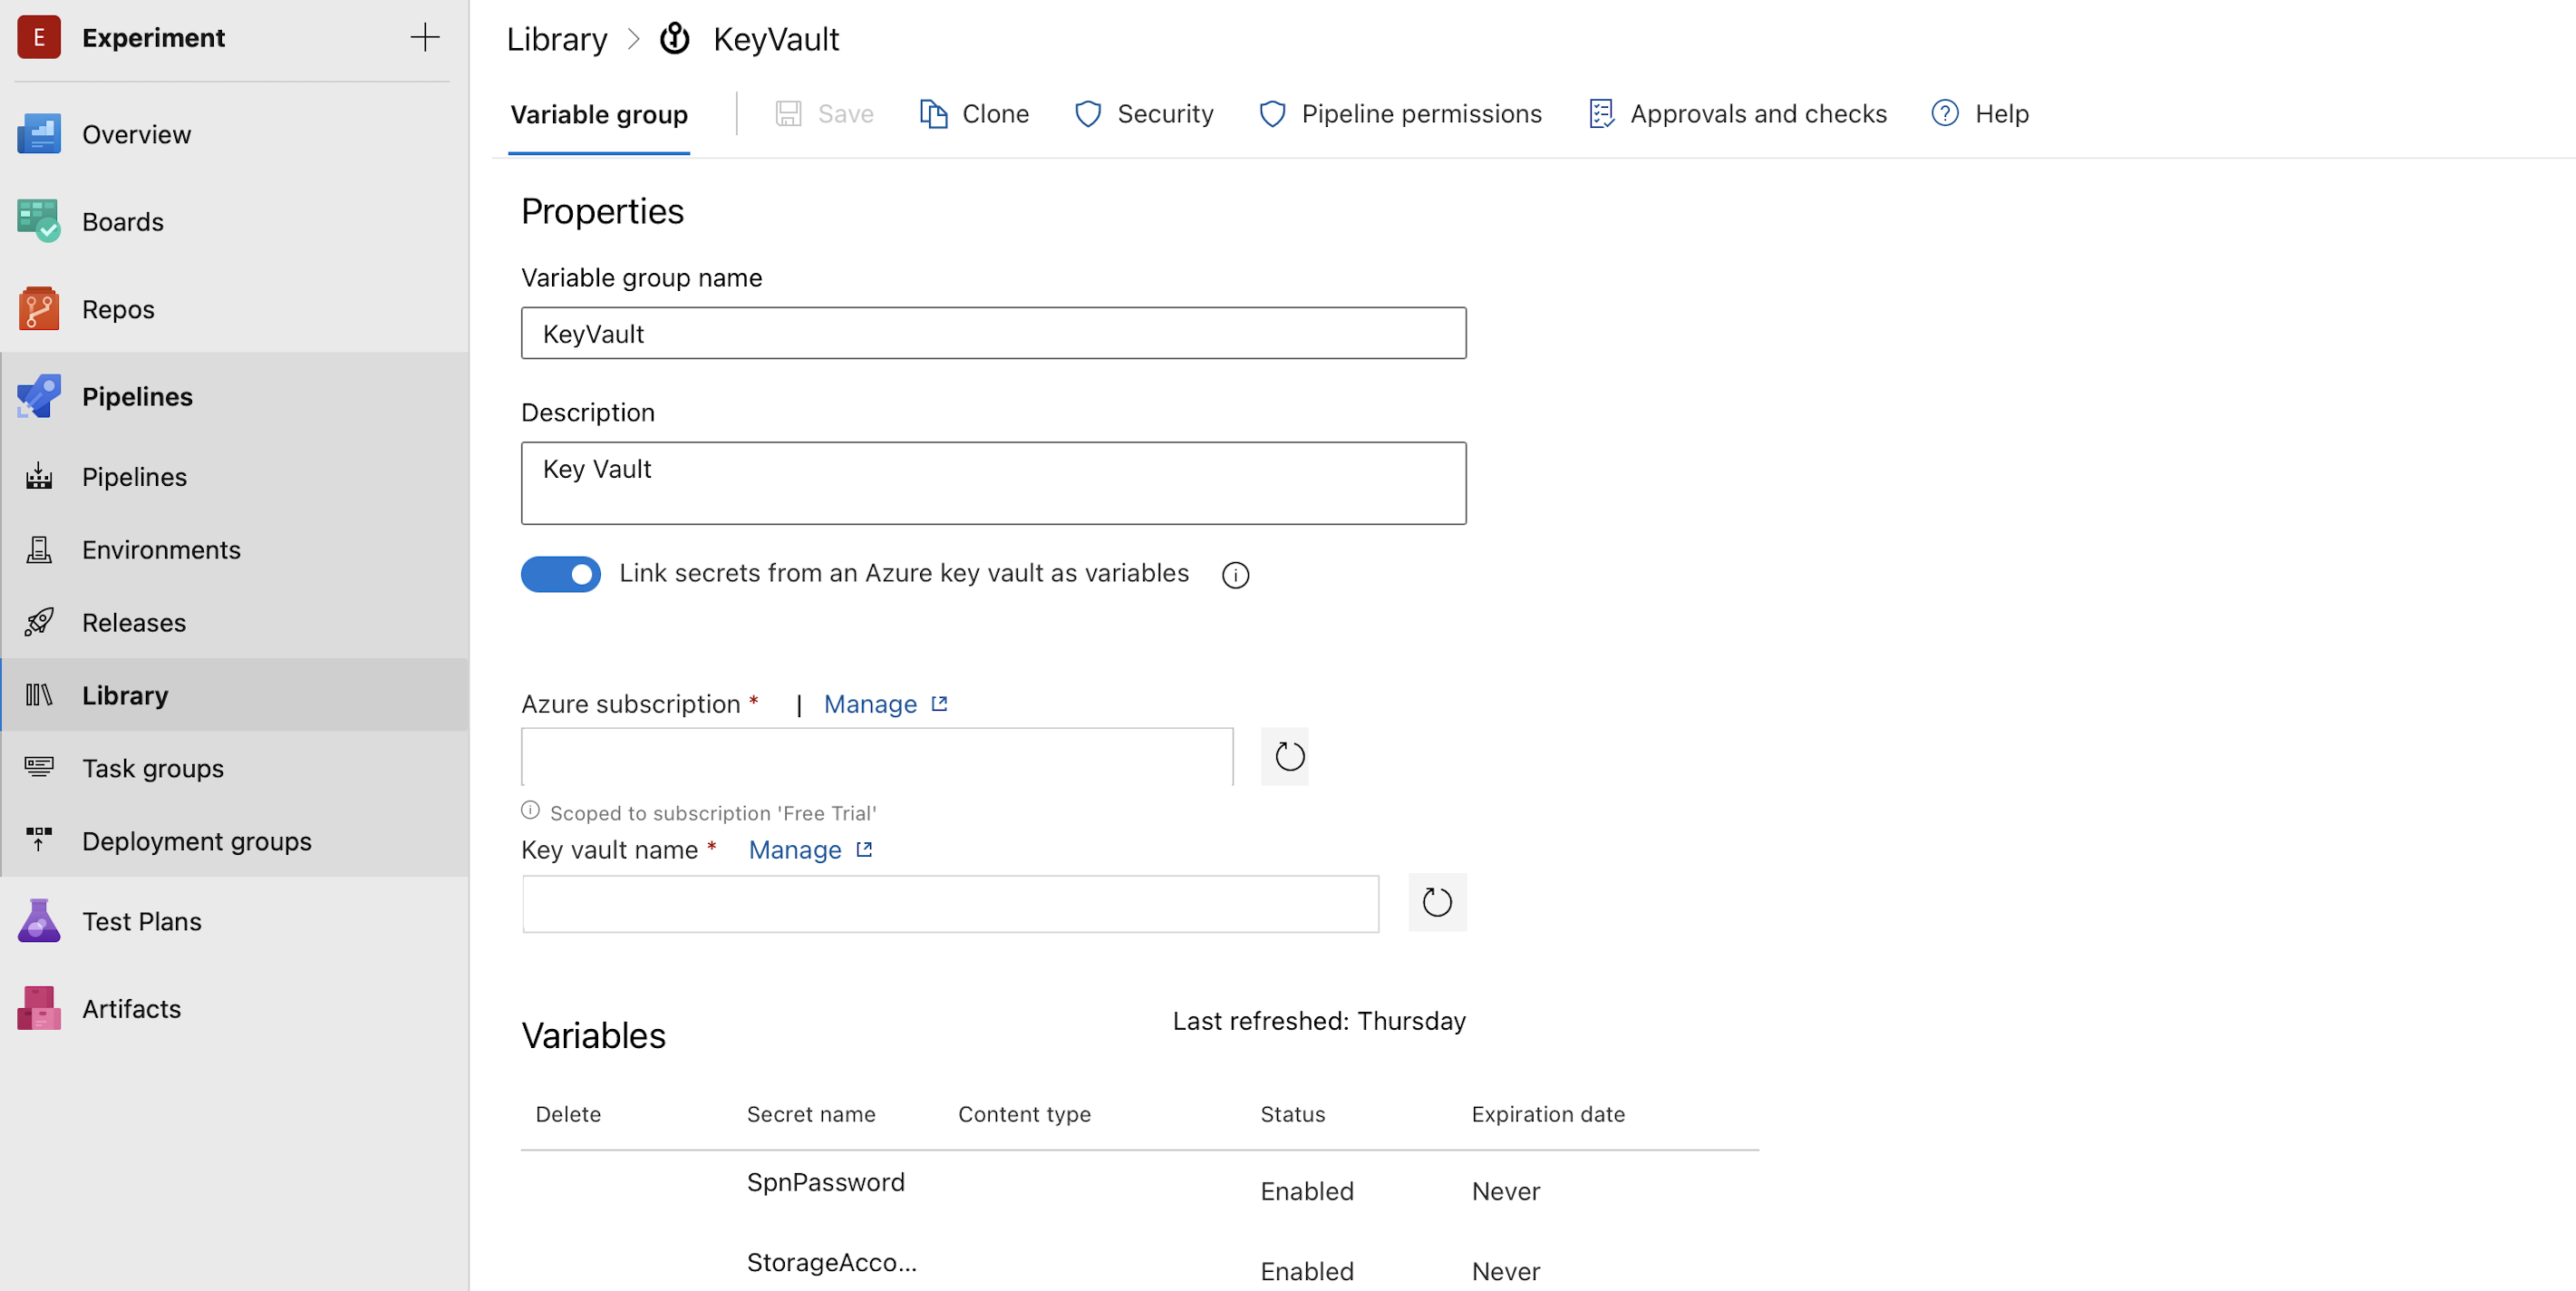 E Experiment
Overview
Boards
Repos
Pipelines
Pipelines
Environments
Releases
Library
Task groups
Deployment groups
Test Plans
Artifacts
Library > KeyVault
Variable group | Save Clone Security Pipeline permissions Approvals and checks ? Help
Properties
Variable group name
KeyVault
Description
Key Vault
Link secrets from an Azure key vault as variables
Azure subscription * | Manage
Scoped to subscription 'Free Trial'
Key vault name * Manage
Last refreshed: Thursday
Variables
Delete Secret name Content type Status Expiration date
SpnPassword Enabled Never
StorageAcco... Enabled Never